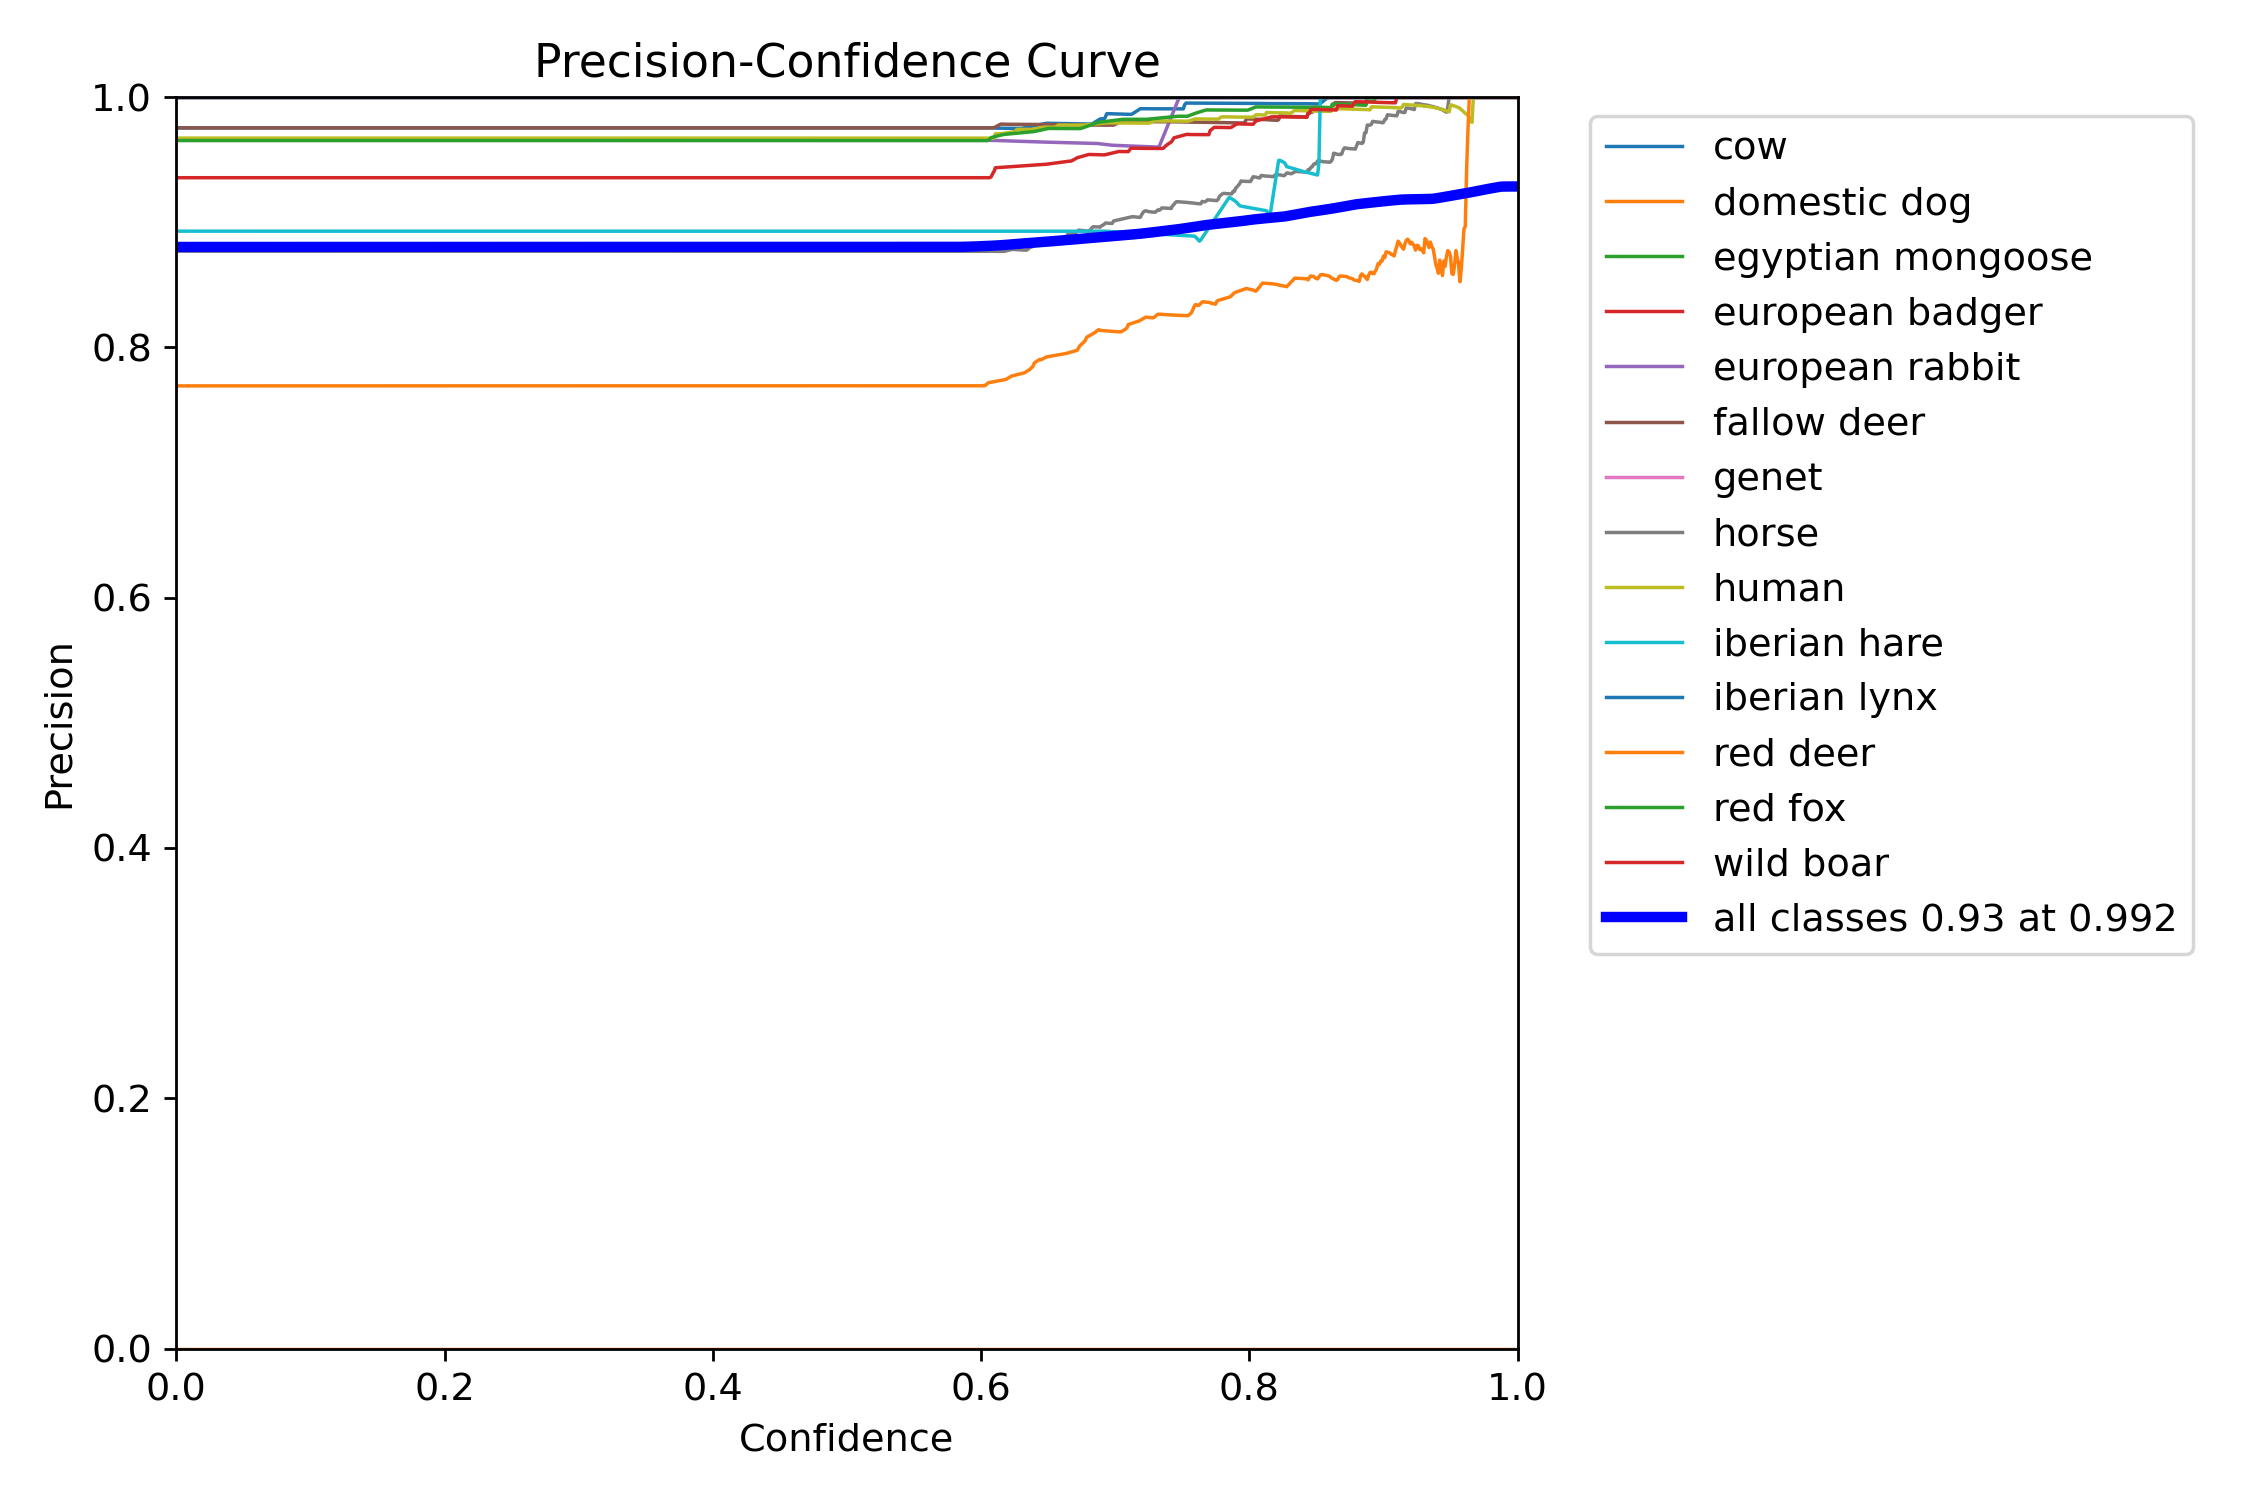 Precision-Confidence Curve
1.0
0.8
0.6
0.4
0.2
0.0
Precision
0.0 0.2 0.4 0.6 0.8 1.0
Confidence
cow
domestic dog
egyptian mongoose
european badger
european rabbit
fallow deer
genet
horse
human
iberian hare
iberian lynx
red deer
red fox
wild boar
all classes 0.93 at 0.992